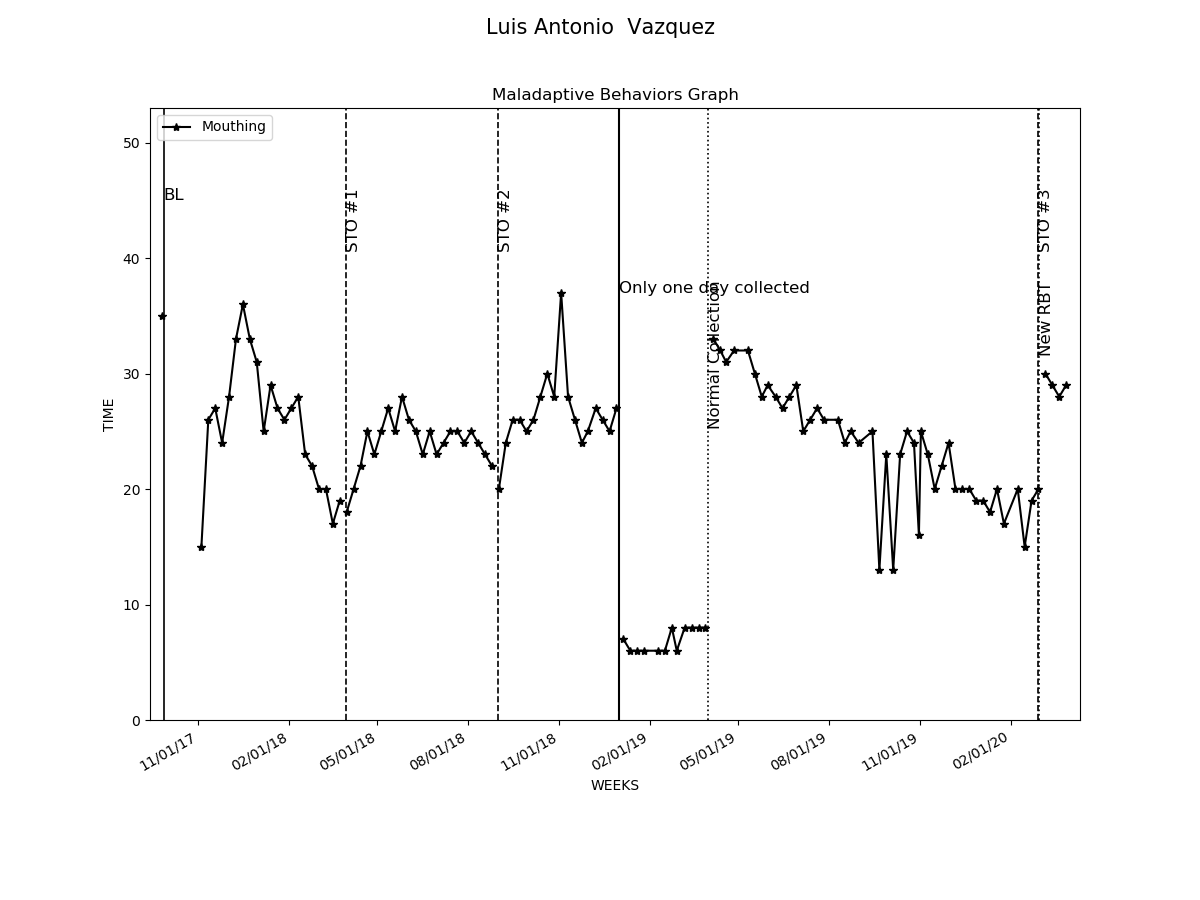 Luis Antonio  Vazquez
Maladaptive Behaviors Graph
Mouthing
50
40
30
20
10
0
TIME
BL
STO #1
STO #2
Only one day collected
Normal Collection
STO #3
New RBT
11/01/17
02/01/18
05/01/18
08/01/18
11/01/18
02/01/19
05/01/19
08/01/19
11/01/19
02/01/20
WEEKS